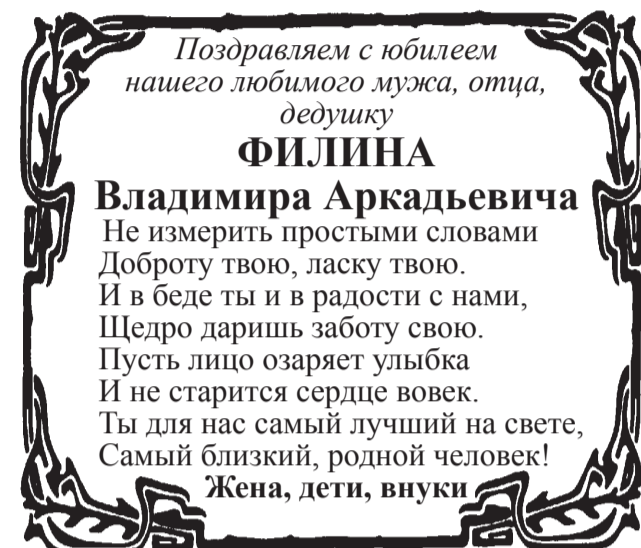 Поздравляем с юбилеем
нашего любимого мужа, отца,
дедушку
ФИЛИНА
Владимира Аркадьевича
Не измерить простыми словами
Доброту твою, ласку твою.
И в беде ты и в радости с нами,
Щедро даришь заботу свою.
Пусть лицо озаряет улыбка
И не старится сердце вовек.
Ты для нас самый лучший на свете,
Самый близкий, родной человек!
Жена, дети, внуки